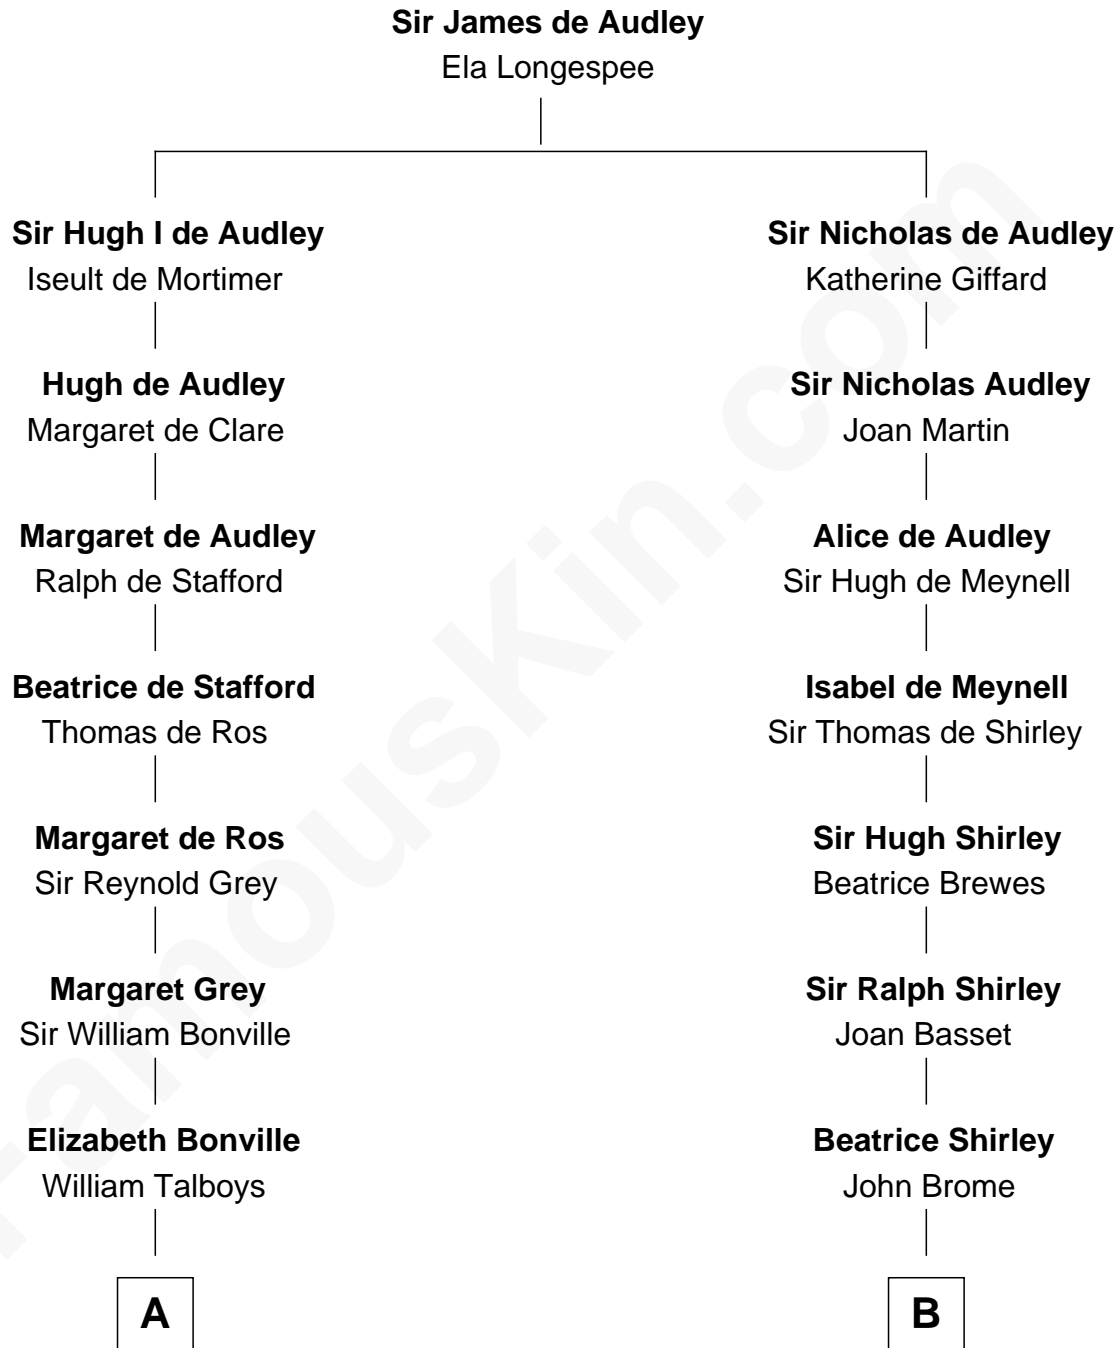 Sir James de Audley
Ela Longespee
Sir Hugh I de Audley
Iseult de Mortimer
Sir Nicholas de Audley
Katherine Giffard
Hugh de Audley
Margaret de Clare
Sir Nicholas Audley
Joan Martin
Margaret de Audley
Ralph de Stafford
Alice de Audley
Sir Hugh de Meynell
Beatrice de Stafford
Thomas de Ros
Isabel de Meynell
Sir Thomas de Shirley
Margaret de Ros
Sir Reynold Grey
Sir Hugh Shirley
Beatrice Brewes
Margaret Grey
Sir William Bonville
Sir Ralph Shirley
Joan Basset
Elizabeth Bonville
William Talboys
Beatrice Shirley
John Brome
A
B
FamousKin.com